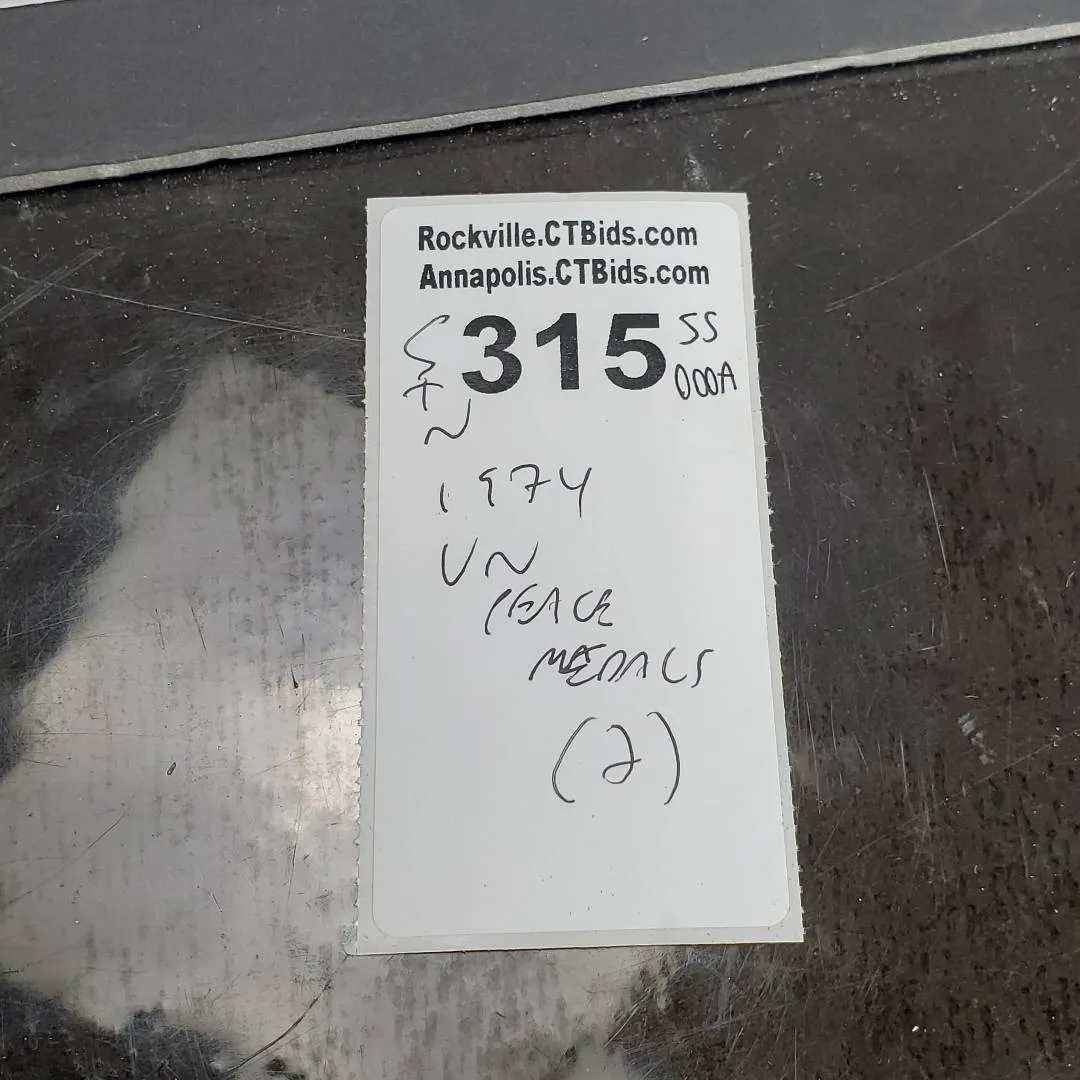 Rockville.CTBids.com
Annapolis.CTBids.com
315 SS
000A
1974
UN
PEACE
MEDALS
(2)